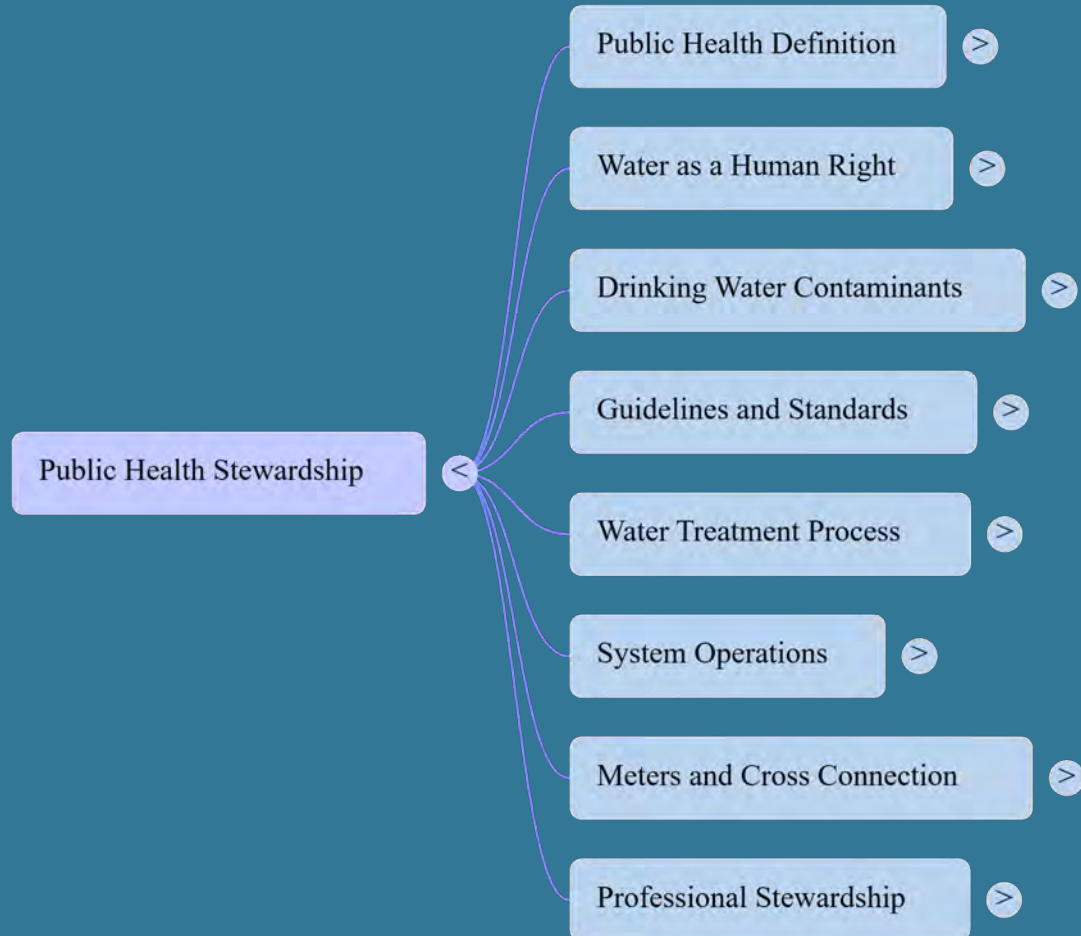 Public Health Definition >
Water as a Human Right >
Drinking Water Contaminants >
Guidelines and Standards >
Public Health Stewardship <
Water Treatment Process >
System Operations >
Meters and Cross Connection >
Professional Stewardship >